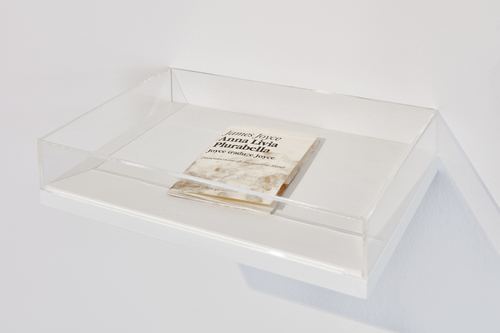 James Joyce
Anna Livia
Plurabella
Joyce traduce Joyce